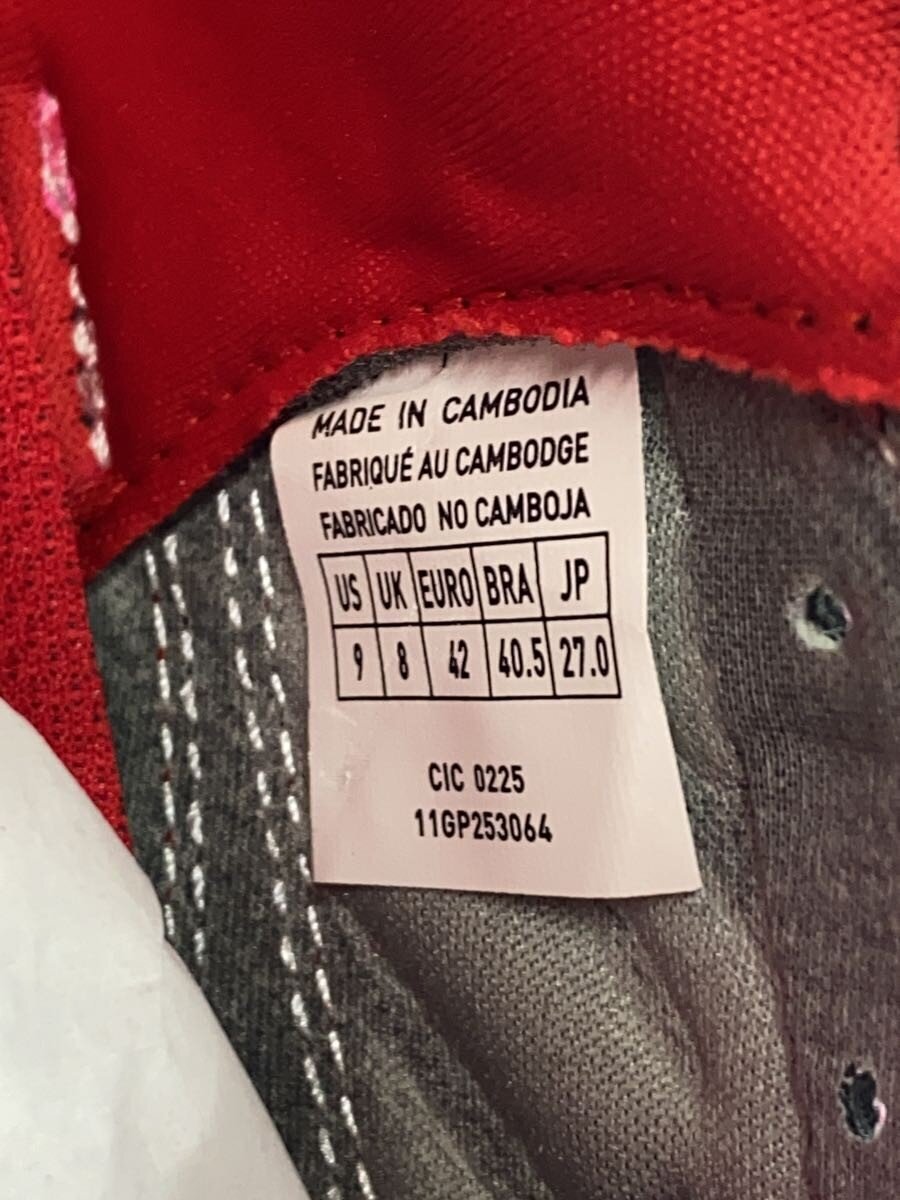 MADE IN CAMBODIA
FABRIQUÉ AU CAMBODGE
FABRICADO NO CAMBOJA
US UK EURO BRA JP
9 8 42 40.5 27.0
CIC 0225
11GP253064